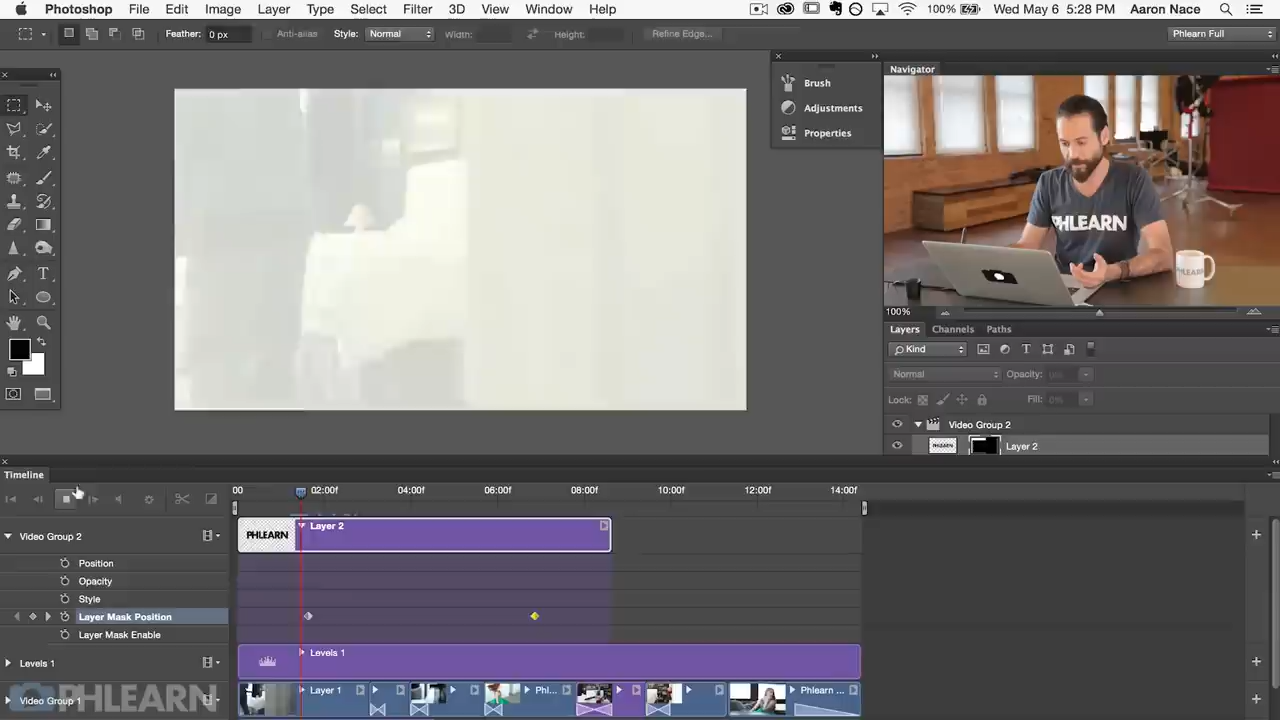 Photoshop File Edit Image Layer Type Select Filter 3D View Window Help 100% Wed May 6 5:28 PM Aaron Nace
Feather: 0 px Anti-alias Style: Normal Width: Height: Refine Edge... Phlearn Full
Brush
Adjustments
Properties
Navigator
PHLEARN
PHLEARN
100%
Layers Channels Paths
Kind
Normal Opacity:
Lock: Fill:
Video Group 2
Layer 2
Timeline
00 02:00f 04:00f 06:00f 08:00f 10:00f 12:00f 14:00f
Video Group 2
PHLEARN Layer 2
Position
Opacity
Style
Layer Mask Position
Layer Mask Enable
Levels 1 Levels 1
Video Group 1 Layer 1 Phl... Phlearn ...
PHLEARN